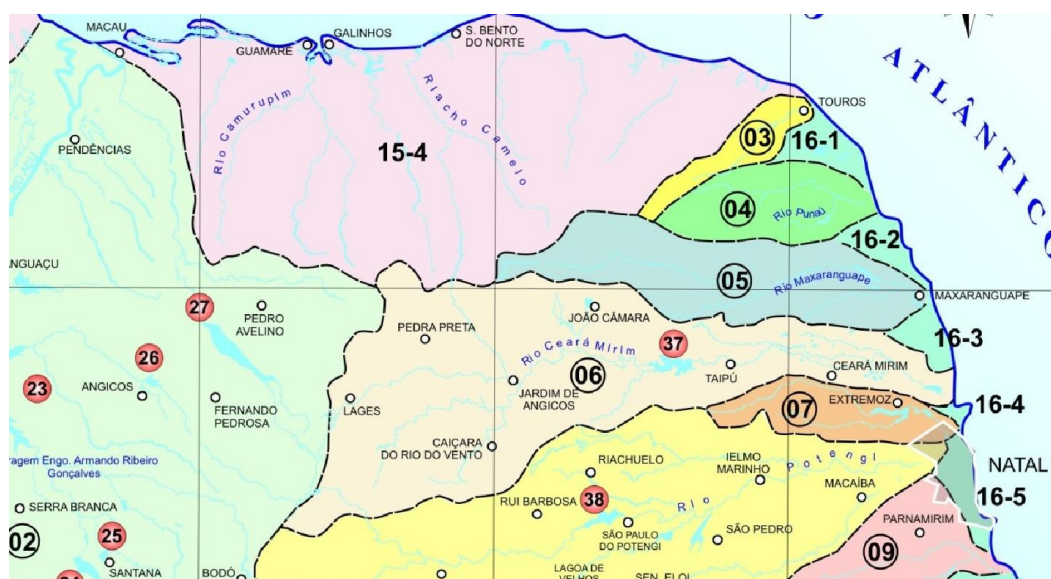 MACAU
GALINHOS
GUAMARÉ
S. BENTO
DO NORTE
ATLÂNTICO
TOUROS
03
16-1
Rio Camurupim
Riacho Camelo
15-4
PENDÊNCIAS
04
Rio Punaú
16-2
ANGUAÇU
05
Rio Maxaranguape
MAXARANGUAPE
27
PEDRO
AVELINO
JOÃO CÂMARA
PEDRA PRETA
16-3
26
Rio Ceará Mirim
37
TAIPÚ
CEARÁ MIRIM
23
ANGICOS
FERNANDO
PEDROSA
LAGES
JARDIM DE
ANGICOS
06
07
EXTREMOZ
16-4
CAIÇARA
DO RIO DO VENTO
ragem Engo. Armando Ribeiro
Gonçalves
RIACHUELO
IELMO
MARINHO
Rio Potengi
NATAL
MACAÍBA
16-5
SERRA BRANCA
RUI BARBOSA
38
SÃO PAULO
DO POTENGI
SÃO PEDRO
PARNAMIRIM
02
25
09
SANTANA
BODÓ
LAGOA DE
VELHOS
SEN. ELOI